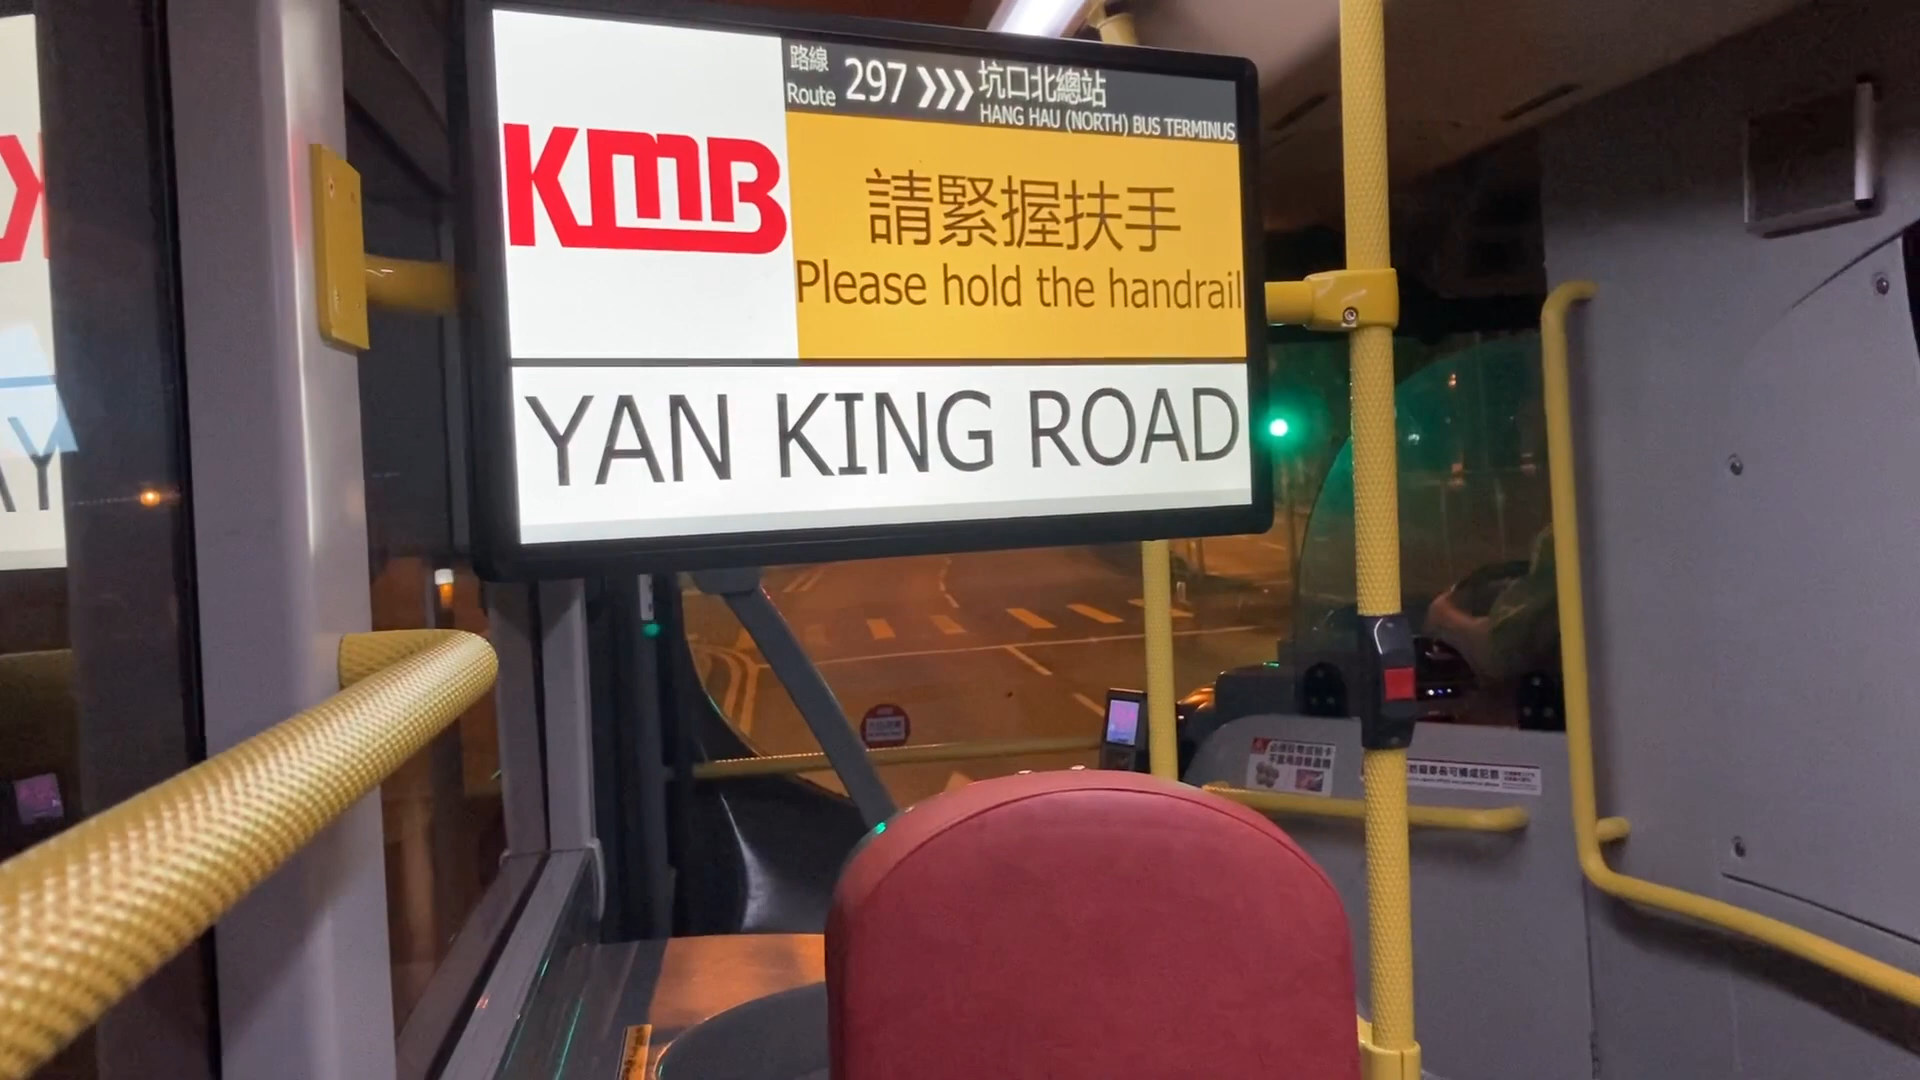 KMB
路線
Route
297
坑口北總站
HANG HAU (NORTH) BUS TERMINUS
請緊握扶手
Please hold the handrail
YAN KING ROAD